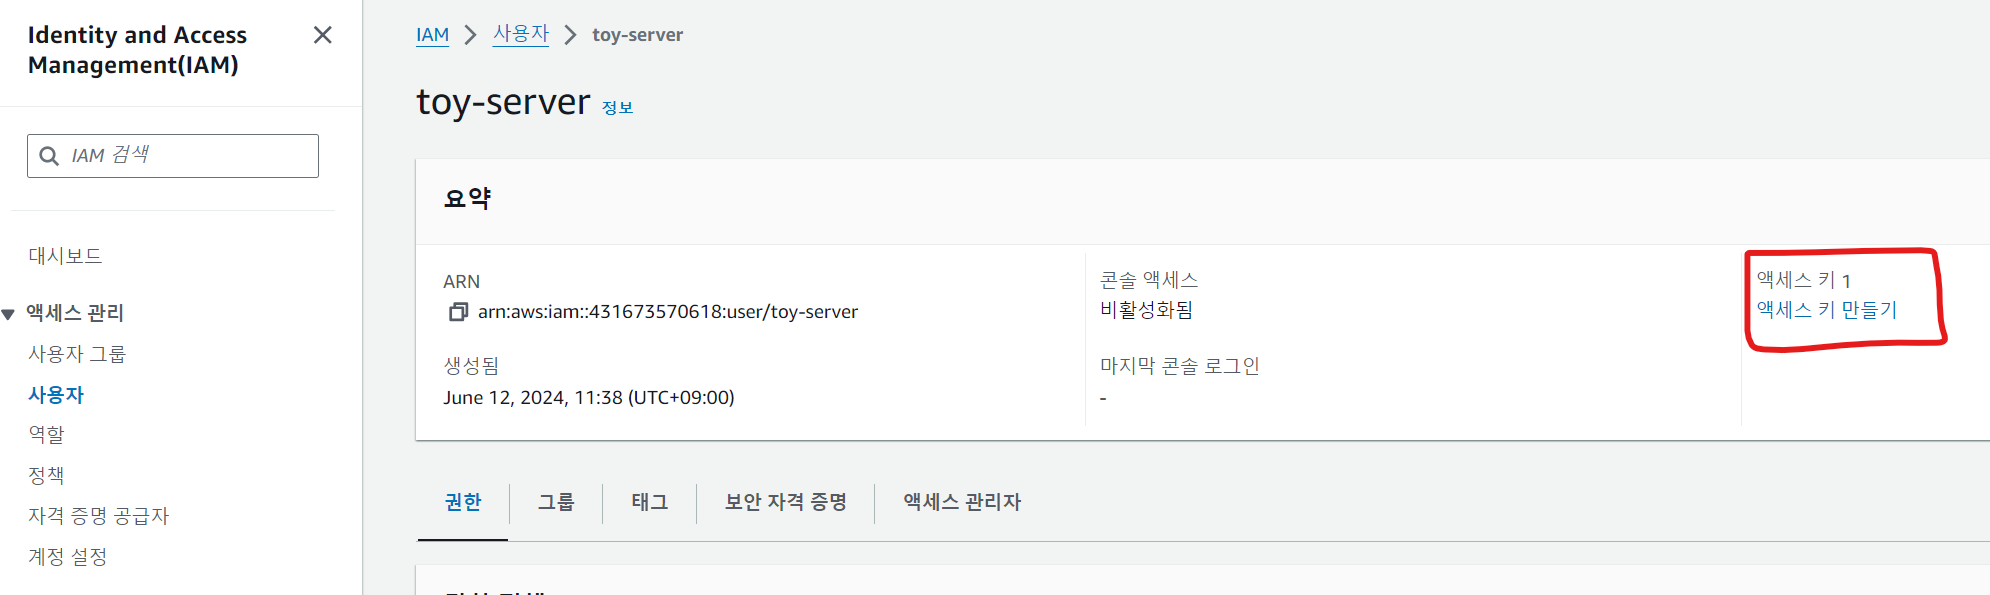 Identity and Access
Management(IAM)
IAM 검색
대시보드
액세스 관리
사용자 그룹
사용자
역할
정책
자격 증명 공급자
계정 설정
IAM > 사용자 > toy-server
toy-server 정보
요약
ARN
arn:aws:iam::431673570618:user/toy-server
생성됨
June 12, 2024, 11:38 (UTC+09:00)
콘솔 액세스
비활성화됨
마지막 콘솔 로그인
-
액세스 키 1
액세스 키 만들기
권한 그룹 태그 보안 자격 증명 액세스 관리자